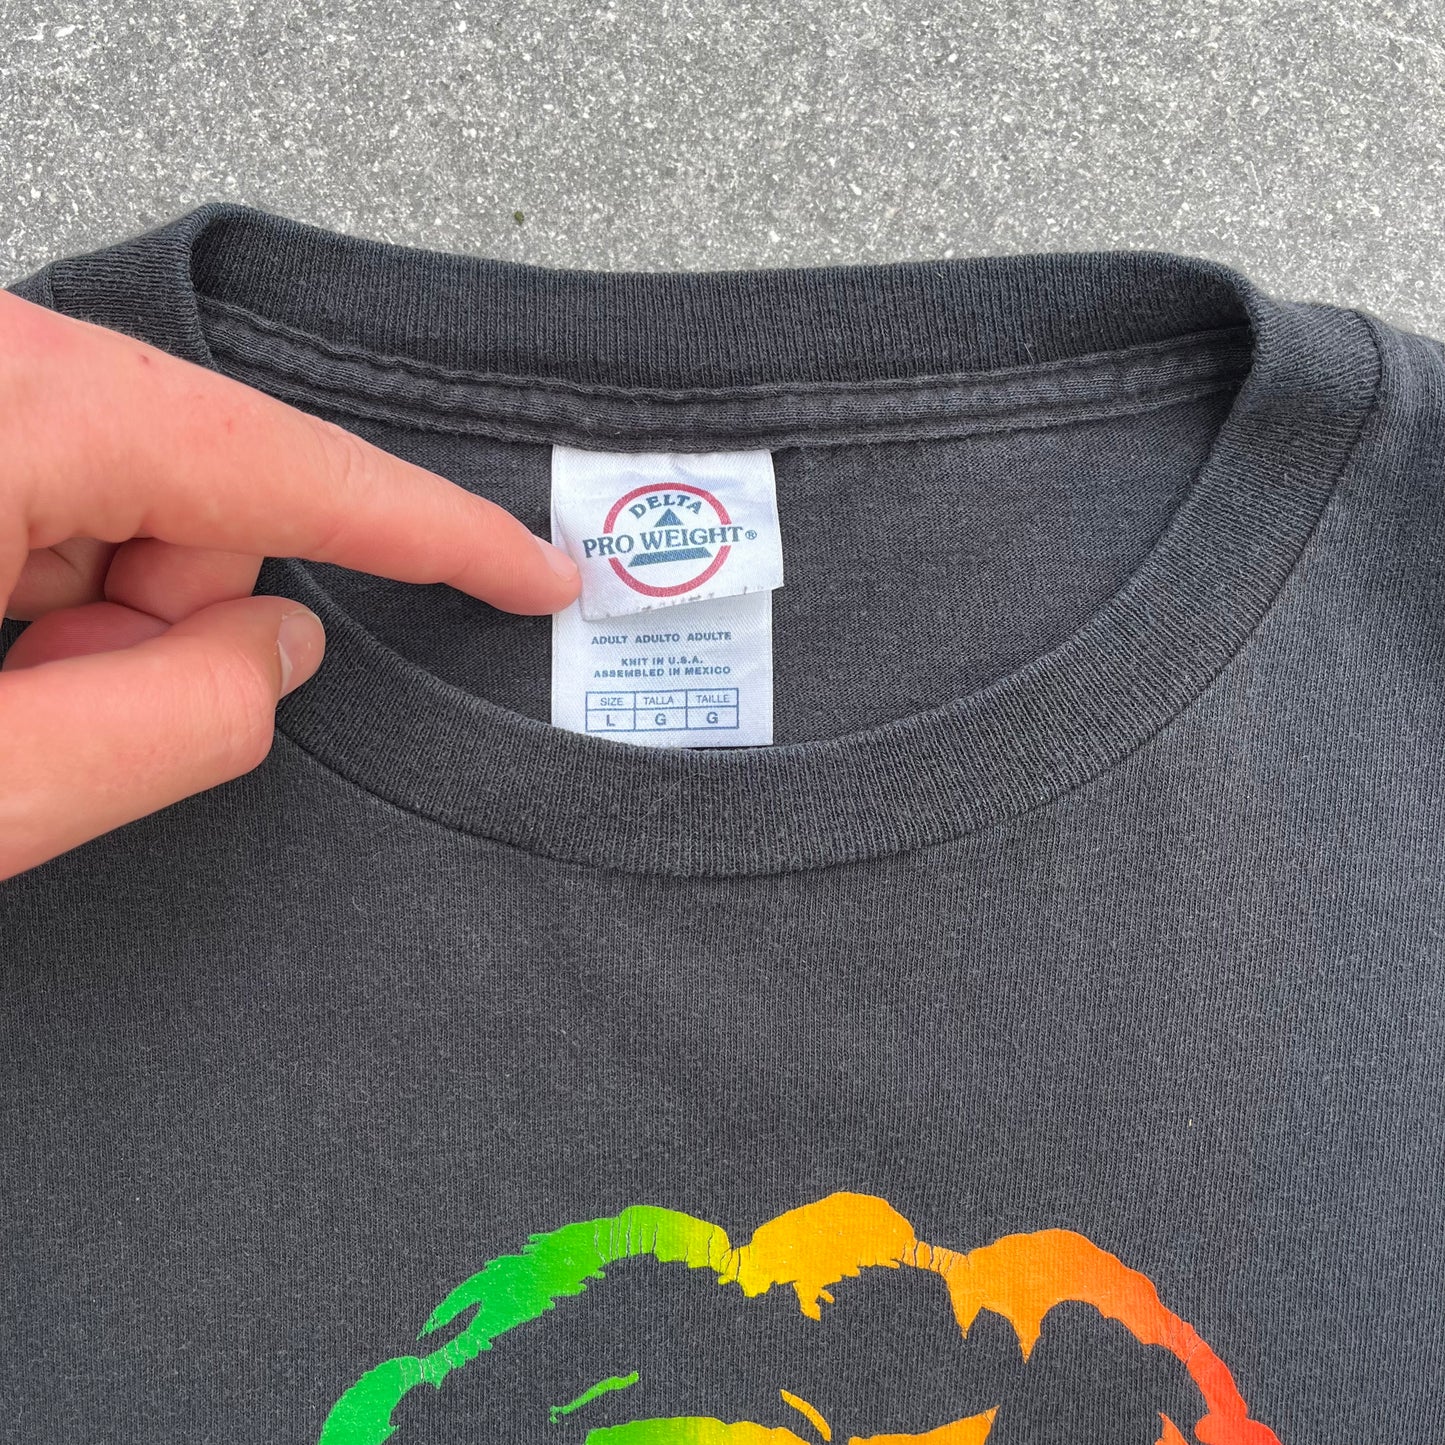 DELTA
PRO WEIGHT®
ADULT ADULTO ADULTE
KNIT IN U.S.A.
ASSEMBLED IN MEXICO
SIZE TALLA TAILLE
L G G